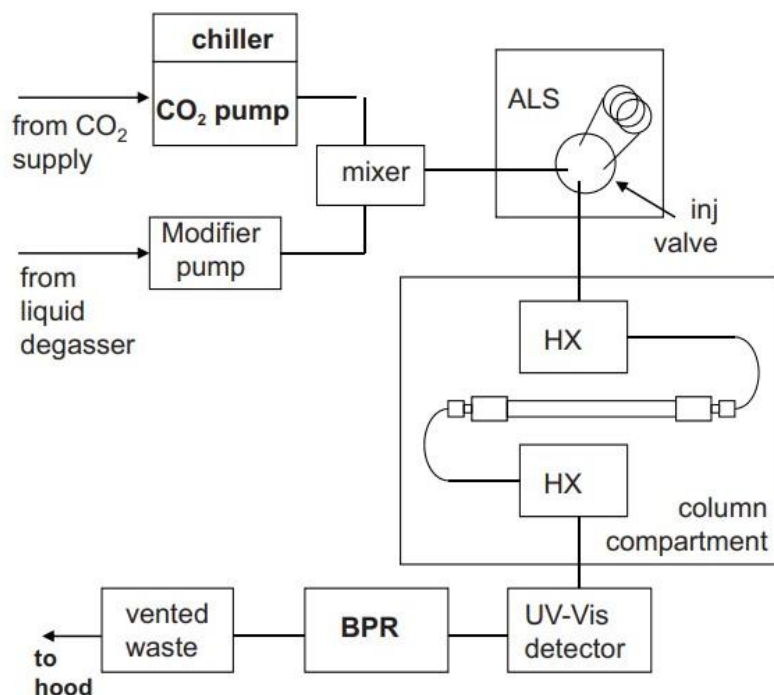 chiller
CO₂ pump
from CO₂
supply
mixer
Modifier
pump
from
liquid
degasser
ALS
inj
valve
HX
HX
column
compartment
UV-Vis
detector
BPR
vented
waste
to
hood